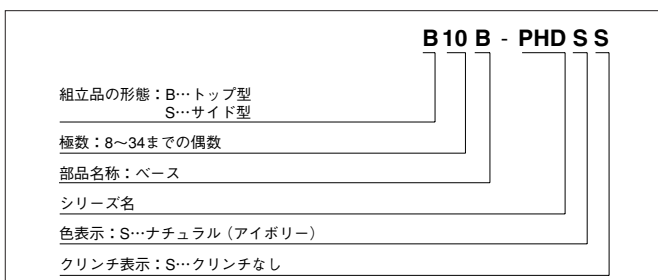 B 10 B - PHD S S
組立品の形態：B…トップ型
S…サイド型
極数：8〜34までの偶数
部品名称：ベース
シリーズ名
色表示：S…ナチュラル（アイボリー）
クリンチ表示：S…クリンチなし